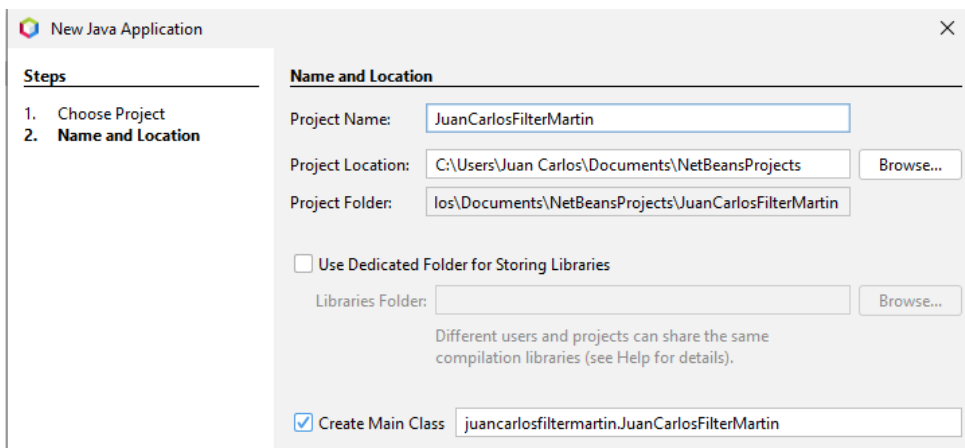 New Java Application
Steps
1. Choose Project
2. Name and Location
Name and Location
Project Name: JuanCarlosFilterMartin
Project Location: C:\Users\Juan Carlos\Documents\NetBeansProjects Browse...
Project Folder: los\Documents\NetBeansProjects\JuanCarlosFilterMartin
Use Dedicated Folder for Storing Libraries
Libraries Folder: Browse...
Different users and projects can share the same
compilation libraries (see Help for details).
Create Main Class juancarlosfiltermartin.JuanCarlosFilterMartin